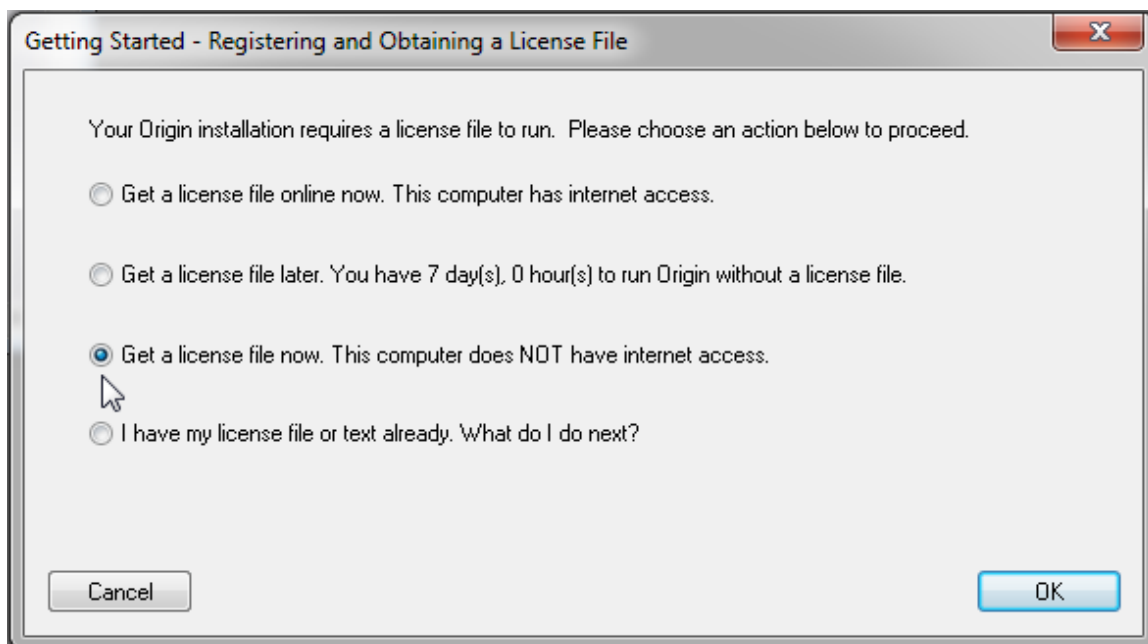 Getting Started - Registering and Obtaining a License File
Your Origin installation requires a license file to run.  Please choose an action below to proceed.
Get a license file online now. This computer has internet access.
Get a license file later. You have 7 day(s), 0 hour(s) to run Origin without a license file.
Get a license file now. This computer does NOT have internet access.
I have my license file or text already. What do I do next?
Cancel
OK